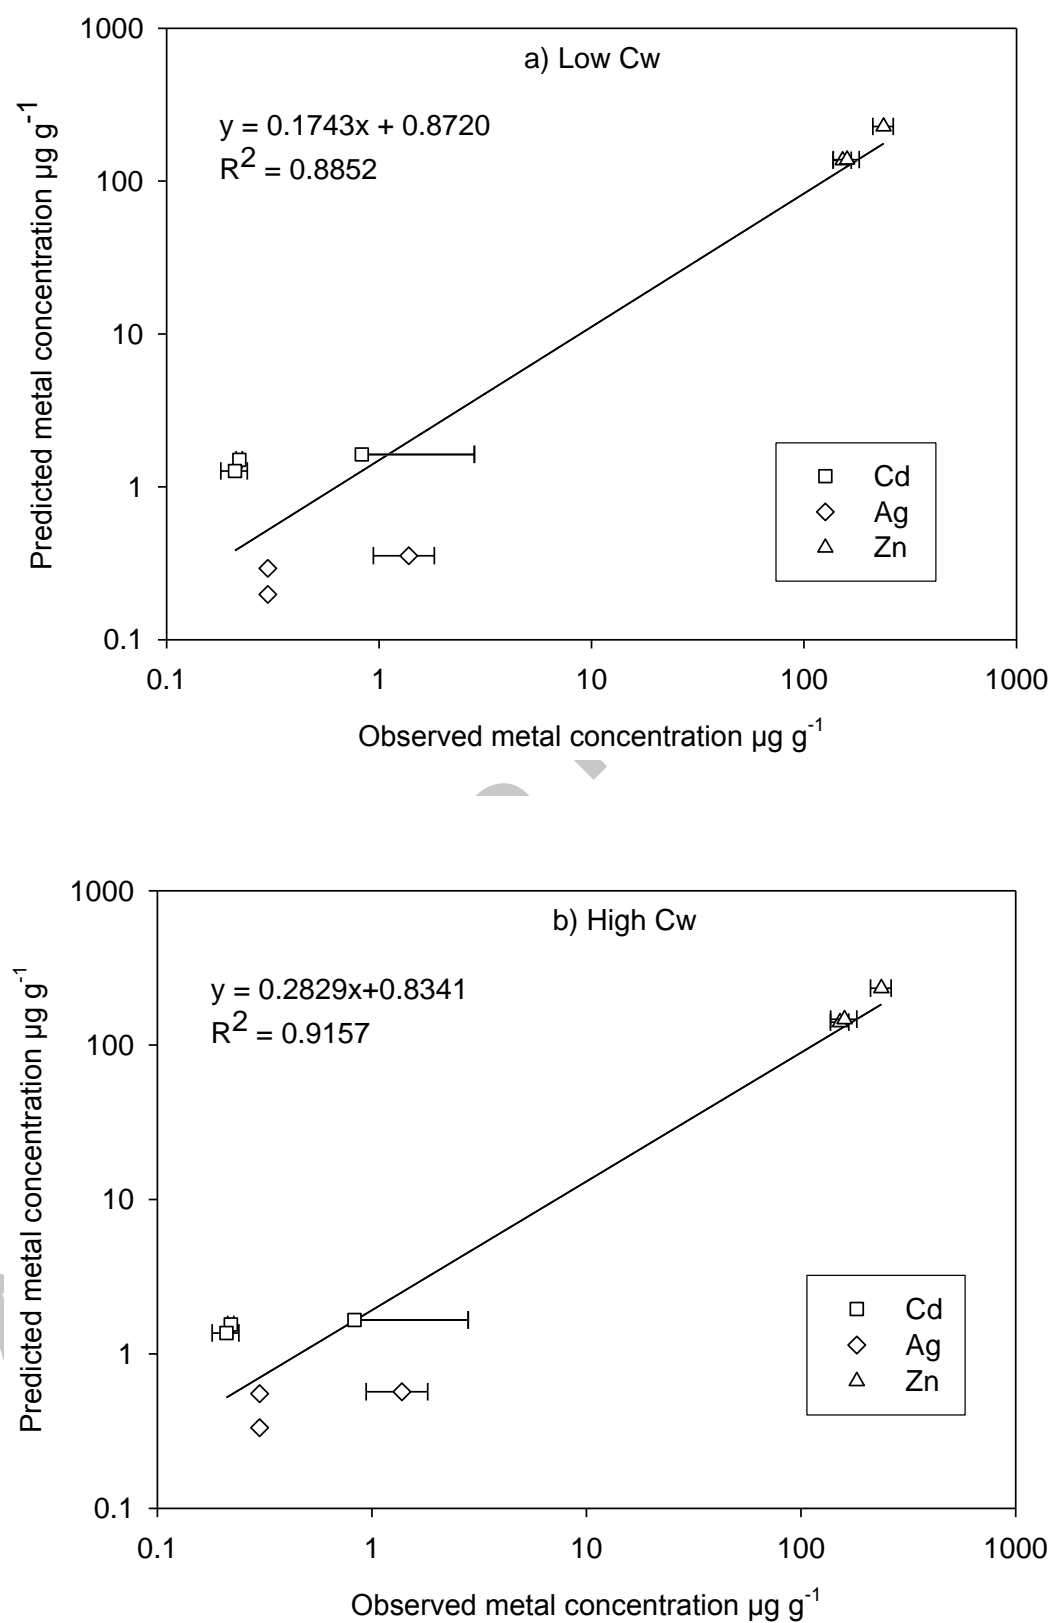 1000
a) Low Cw
y = 0.1743x + 0.8720
R2 = 0.8852
100
10
1
0.1
Predicted metal concentration µg g-1
Cd
Ag
Zn
0.1 1 10 100 1000
Observed metal concentration µg g-1
1000
b) High Cw
y = 0.2829x+0.8341
R2 = 0.9157
100
10
1
0.1
Predicted metal concentration µg g-1
Cd
Ag
Zn
0.1 1 10 100 1000
Observed metal concentration µg g-1